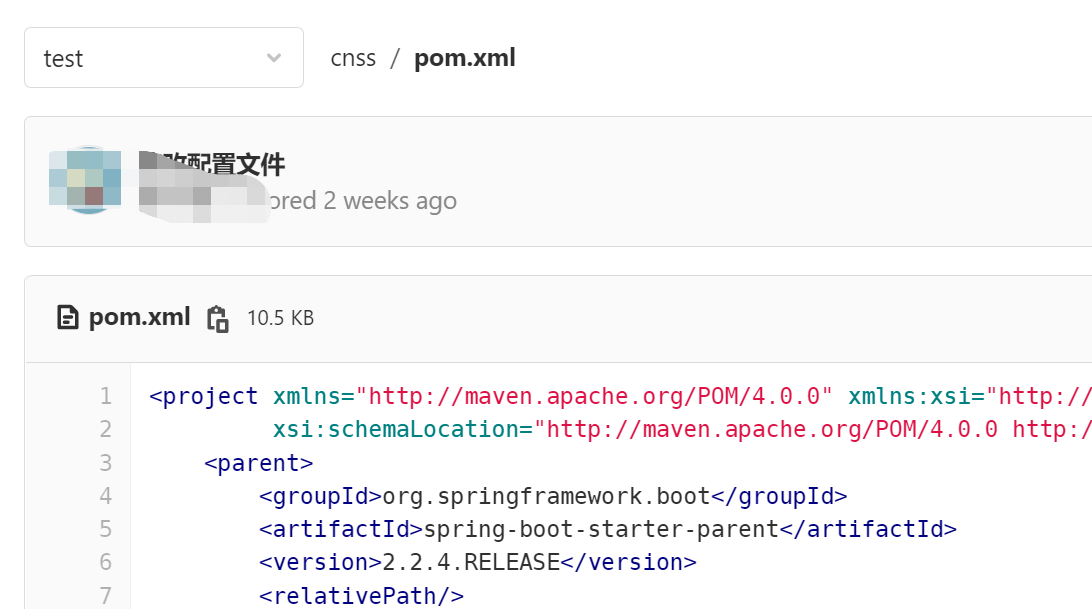 test
cnss / pom.xml
配置文件
ored 2 weeks ago
pom.xml 10.5 KB
1 <project xmlns="http://maven.apache.org/POM/4.0.0" xmlns:xsi="http://
2 xsi:schemaLocation="http://maven.apache.org/POM/4.0.0 http:/
3 <parent>
4 <groupId>org.springframework.boot</groupId>
5 <artifactId>spring-boot-starter-parent</artifactId>
6 <version>2.2.4.RELEASE</version>
7 <relativePath/>